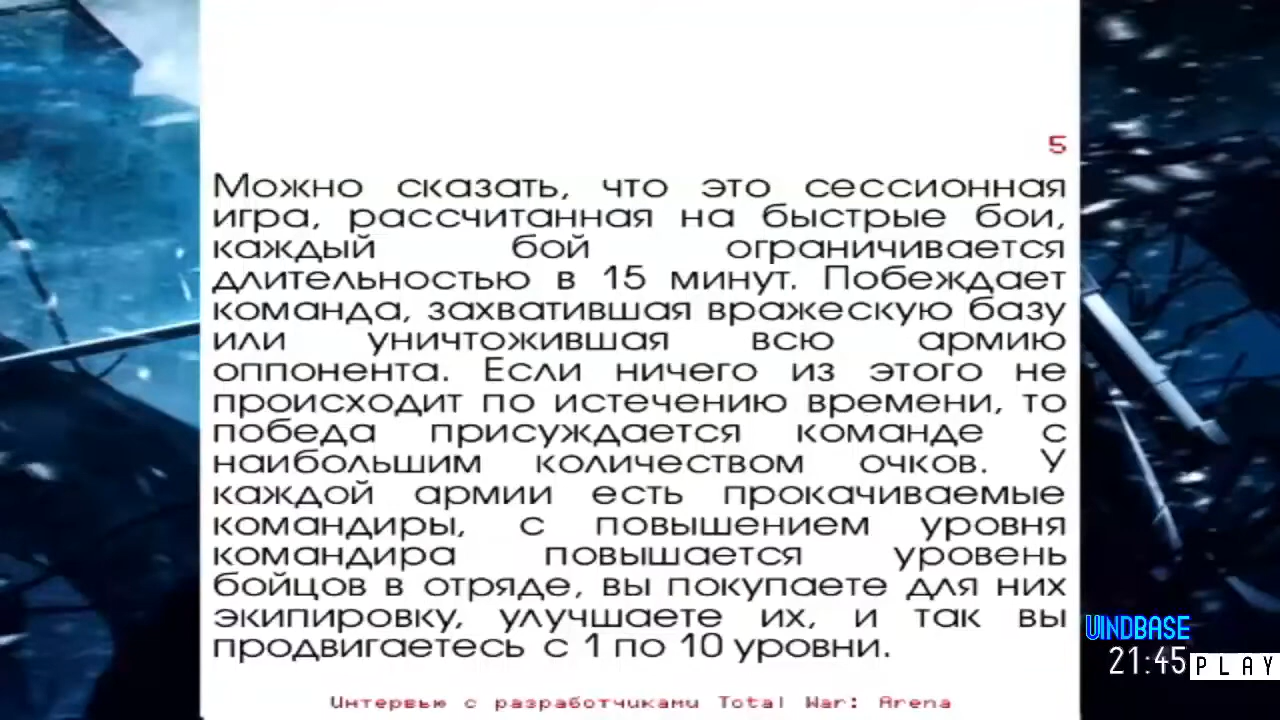 5
Можно сказать, что это сессионная
игра, рассчитанная на быстрые бои,
каждый бой ограничивается
длительностью в 15 минут. Побеждает
команда, захватившая вражескую базу
или уничтожившая всю армию
оппонента. Если ничего из этого не
происходит по истечению времени, то
победа присуждается команде с
наибольшим количеством очков. У
каждой армии есть прокачиваемые
командиры, с повышением уровня
командира повышается уровень
бойцов в отряде, вы покупаете для них
экипировку, улучшаете их, и так вы
продвигаетесь с 1 по 10 уровни.
Интервью с разработчиками Total War: Arena
UINDBASE
21:45 PLAY